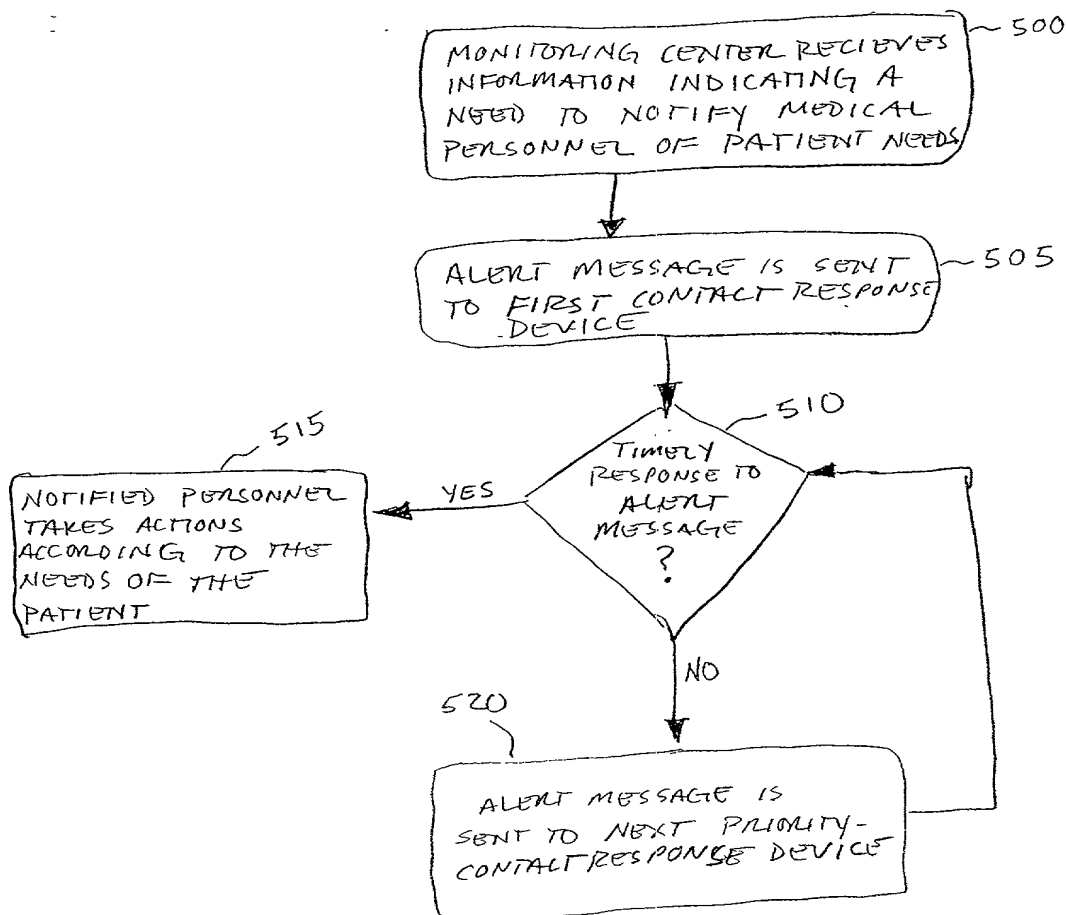 500
MONITORING CENTER RECIEVES
INFORMATION INDICATING A
NEED TO NOTIFY MEDICAL
PERSONNEL OF PATIENT NEEDS
505
ALERT MESSAGE IS SENT
TO FIRST CONTACT RESPONSE
DEVICE
510
TIMELY
RESPONSE TO
ALERT
MESSAGE
?
515
YES
NOTIFIED PERSONNEL
TAKES ACTIONS
ACCORDING TO THE
NEEDS OF THE
PATIENT
NO
520
ALERT MESSAGE IS
SENT TO NEXT PRIORITY-
CONTACT RESPONSE DEVICE